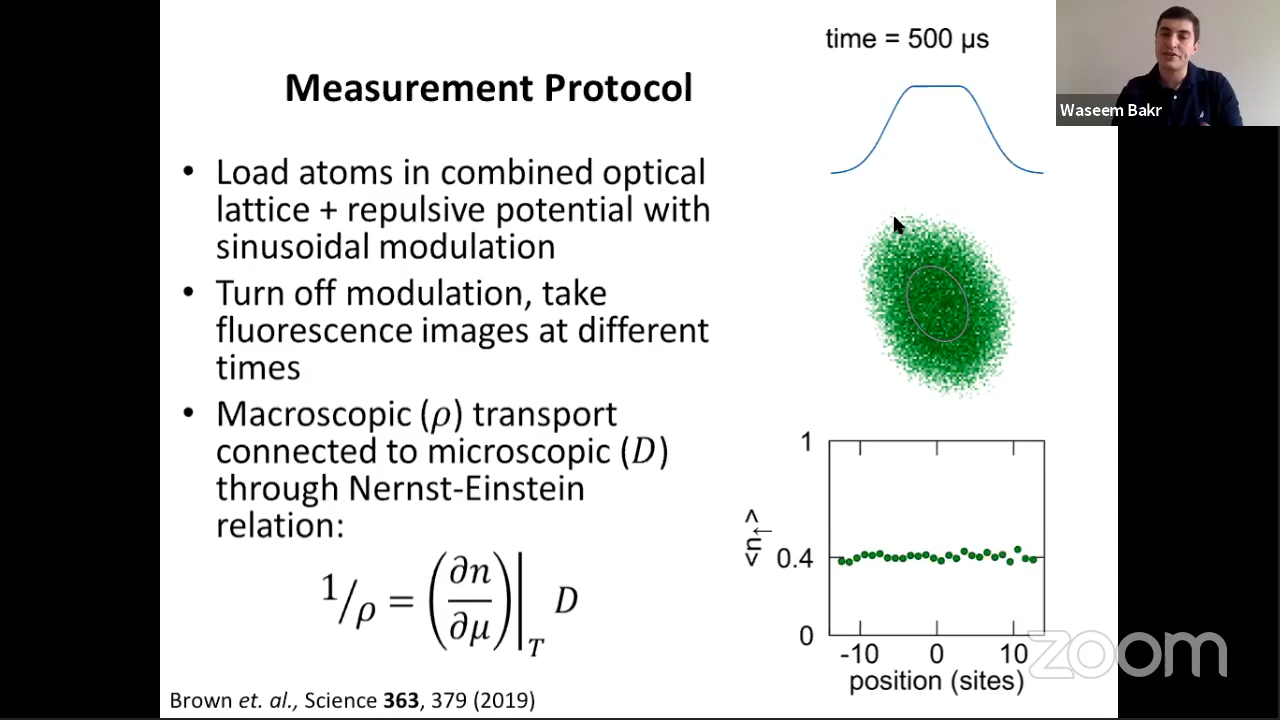 time = 500 µs
Measurement Protocol
Waseem Bakr
• Load atoms in combined optical
lattice + repulsive potential with
sinusoidal modulation
• Turn off modulation, take
fluorescence images at different
times
• Macroscopic (ρ) transport
connected to microscopic (D)
through Nernst-Einstein
relation:
1/ρ = (∂n/∂μ)|_T D
1
<n↑>
0.4
0
-10 0 10
position (sites)
zoom
Brown et. al., Science 363, 379 (2019)